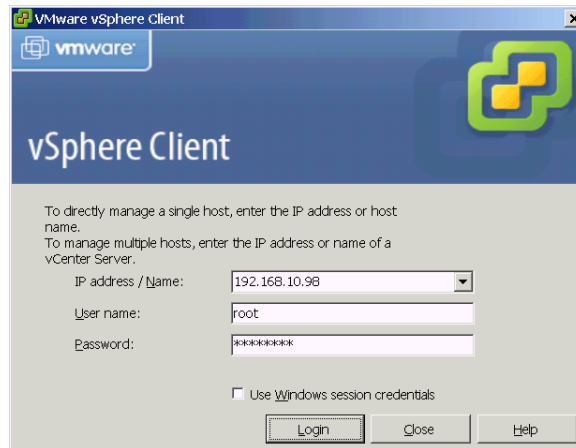 VMware vSphere Client
vmware
vSphere Client
To directly manage a single host, enter the IP address or host
name.
To manage multiple hosts, enter the IP address or name of a
vCenter Server.
IP address / Name: 192.168.10.98
User name: root
Password: ********
Use Windows session credentials
Login Close Help